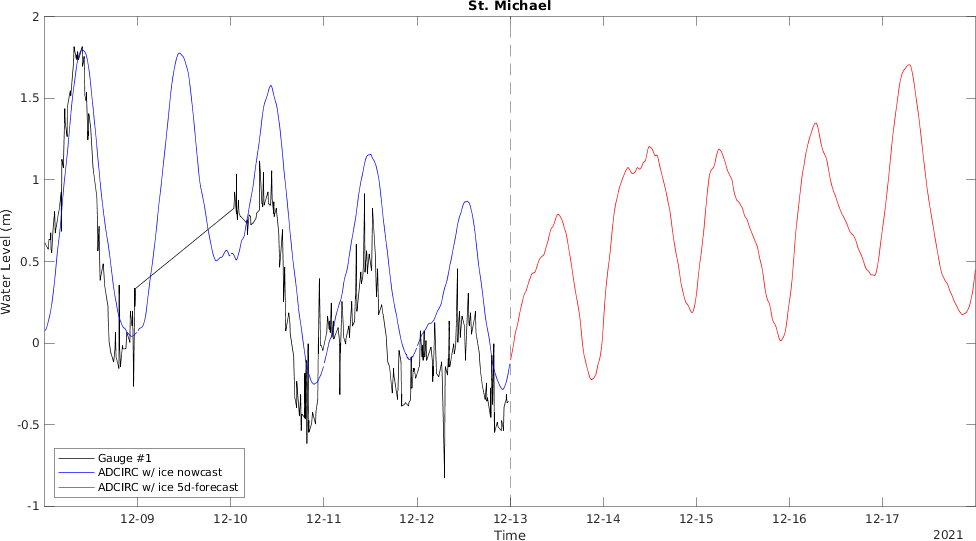 St. Michael
Water Level (m)
2
1.5
1
0.5
0
-0.5
-1
Gauge #1
ADCIRC w/ ice nowcast
ADCIRC w/ ice 5d-forecast
12-09 12-10 12-11 12-12 12-13 12-14 12-15 12-16 12-17
Time
2021